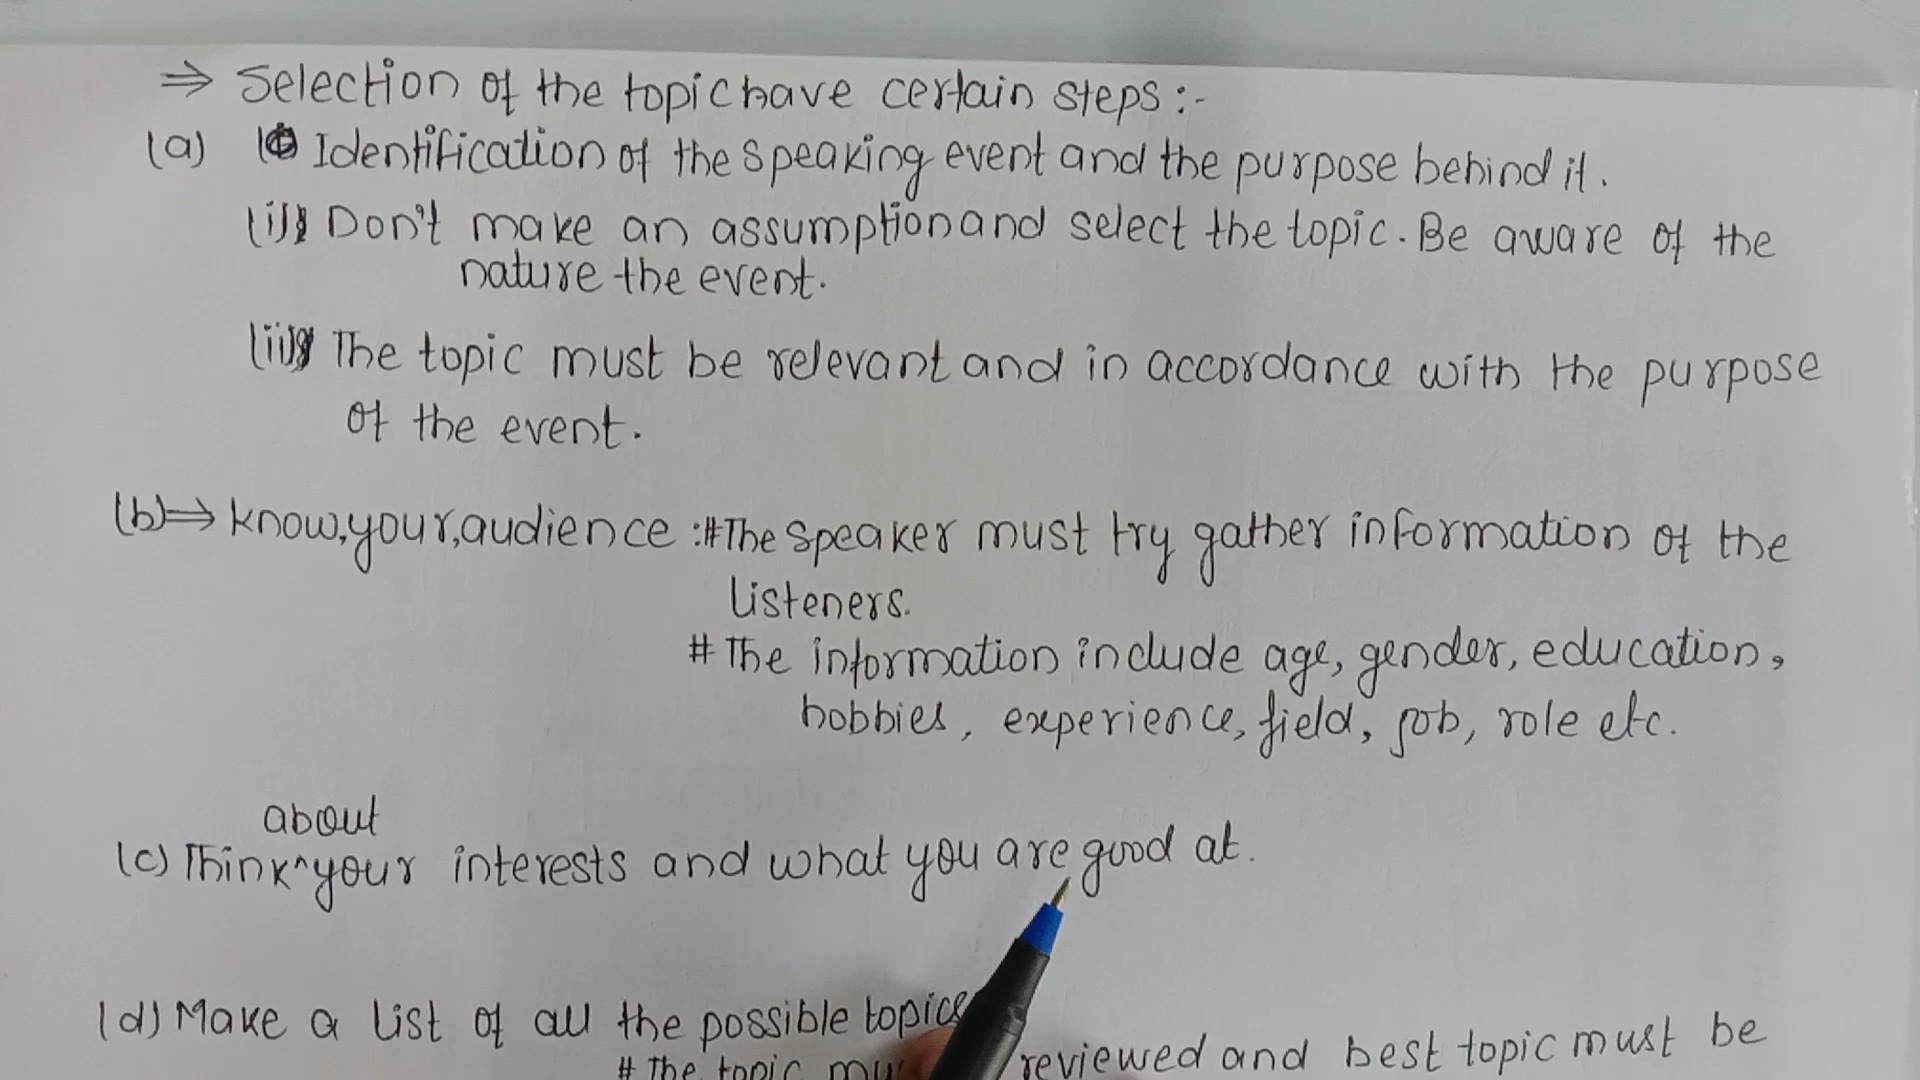 ⇒ Selection of the topic have certain steps :-
(a) Identification of the speaking event and the purpose behind it.
(i) Don't make an assumption and select the topic. Be aware of the
nature the event.
(ii) The topic must be relevant and in accordance with the purpose
of the event.
(b)⇒ know,your,audience :#The speaker must try gather information of the
listeners.
# The information include age, gender, education,
hobbies, experience, field, job, role etc.
about
(c) Think^your interests and what you are good at.
(d) Make a list of all the possible topics
# The topic reviewed and best topic must be